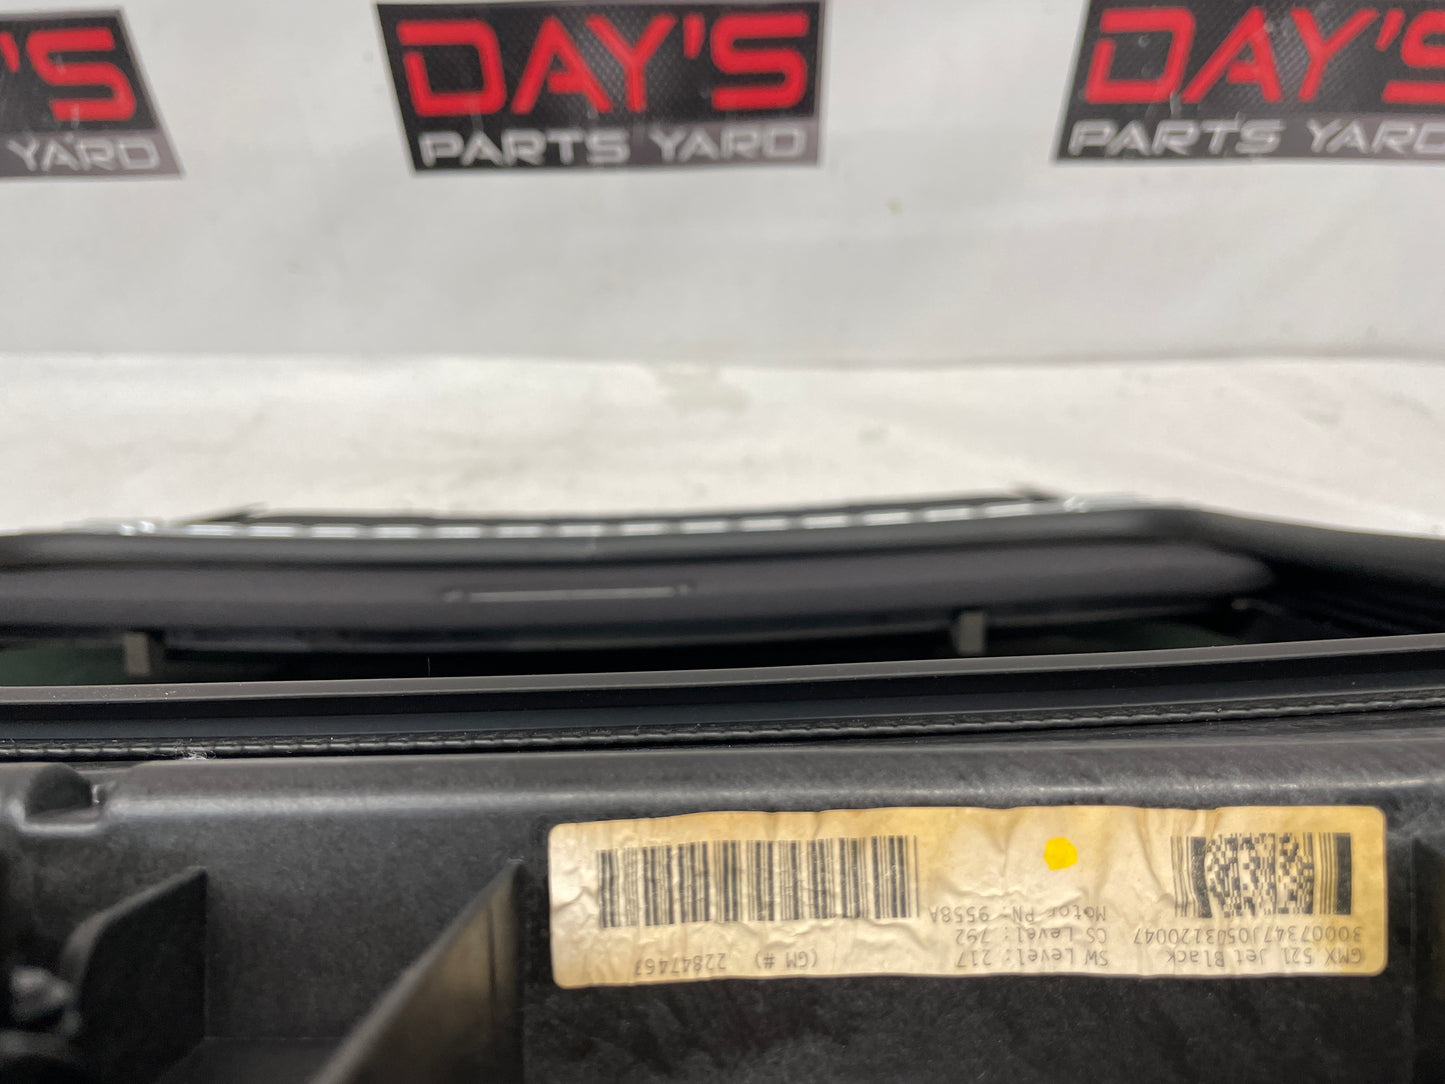 DAY'S
YARD
DAY'S
PARTS YARD
DAY'S
PARTS YARD
GMX 521 Jet Black
30007347J0503120047
SW Level: 217
CS Level: 792
Motor PN: 9558A
(GM #) 22847467